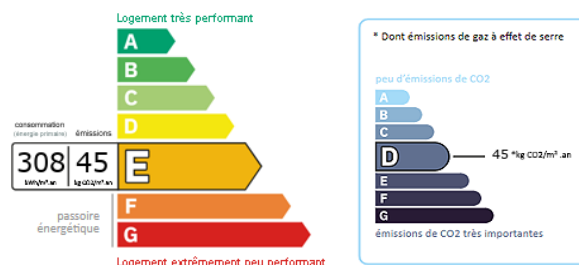 Logement très performant
A
B
C
D
consommation
(énergie primaire)
émissions
308
kWh/m².an
45
kg CO2/m².an
E
F
G
passoire
énergétique
Logement extrêmement peu performant
* Dont émissions de gaz à effet de serre
peu d'émissions de CO2
A
B
C
D
45 *kg CO2/m².an
E
F
G
émissions de CO2 très importantes